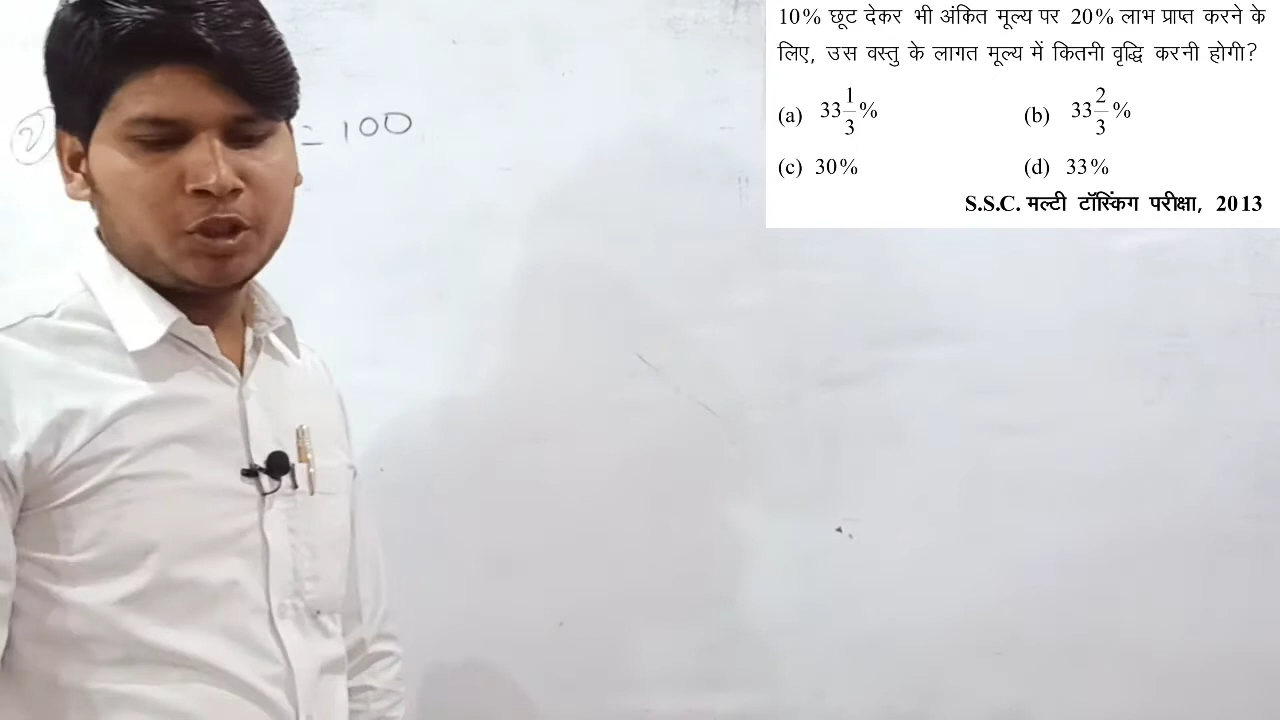 10% छूट देकर भी अंकित मूल्य पर 20% लाभ प्राप्त करने के
लिए, उस वस्तु के लागत मूल्य में कितनी वृद्धि करनी होगी?
(a) 33 1/3 % (b) 33 2/3 %
(c) 30% (d) 33%
S.S.C. मल्टी टॉस्किंग परीक्षा, 2013
= 100